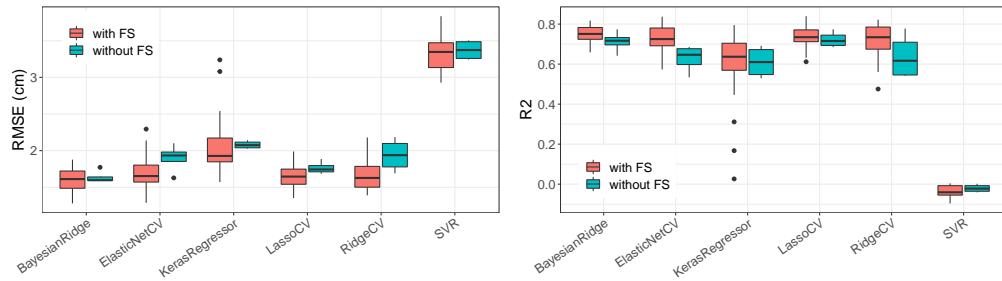 RMSE (cm)
3
2
with FS
without FS
BayesianRidge
ElasticNetCV
KerasRegressor
LassoCV
RidgeCV
SVR
R2
0.8
0.6
0.4
0.2
0.0
with FS
without FS
BayesianRidge
ElasticNetCV
KerasRegressor
LassoCV
RidgeCV
SVR